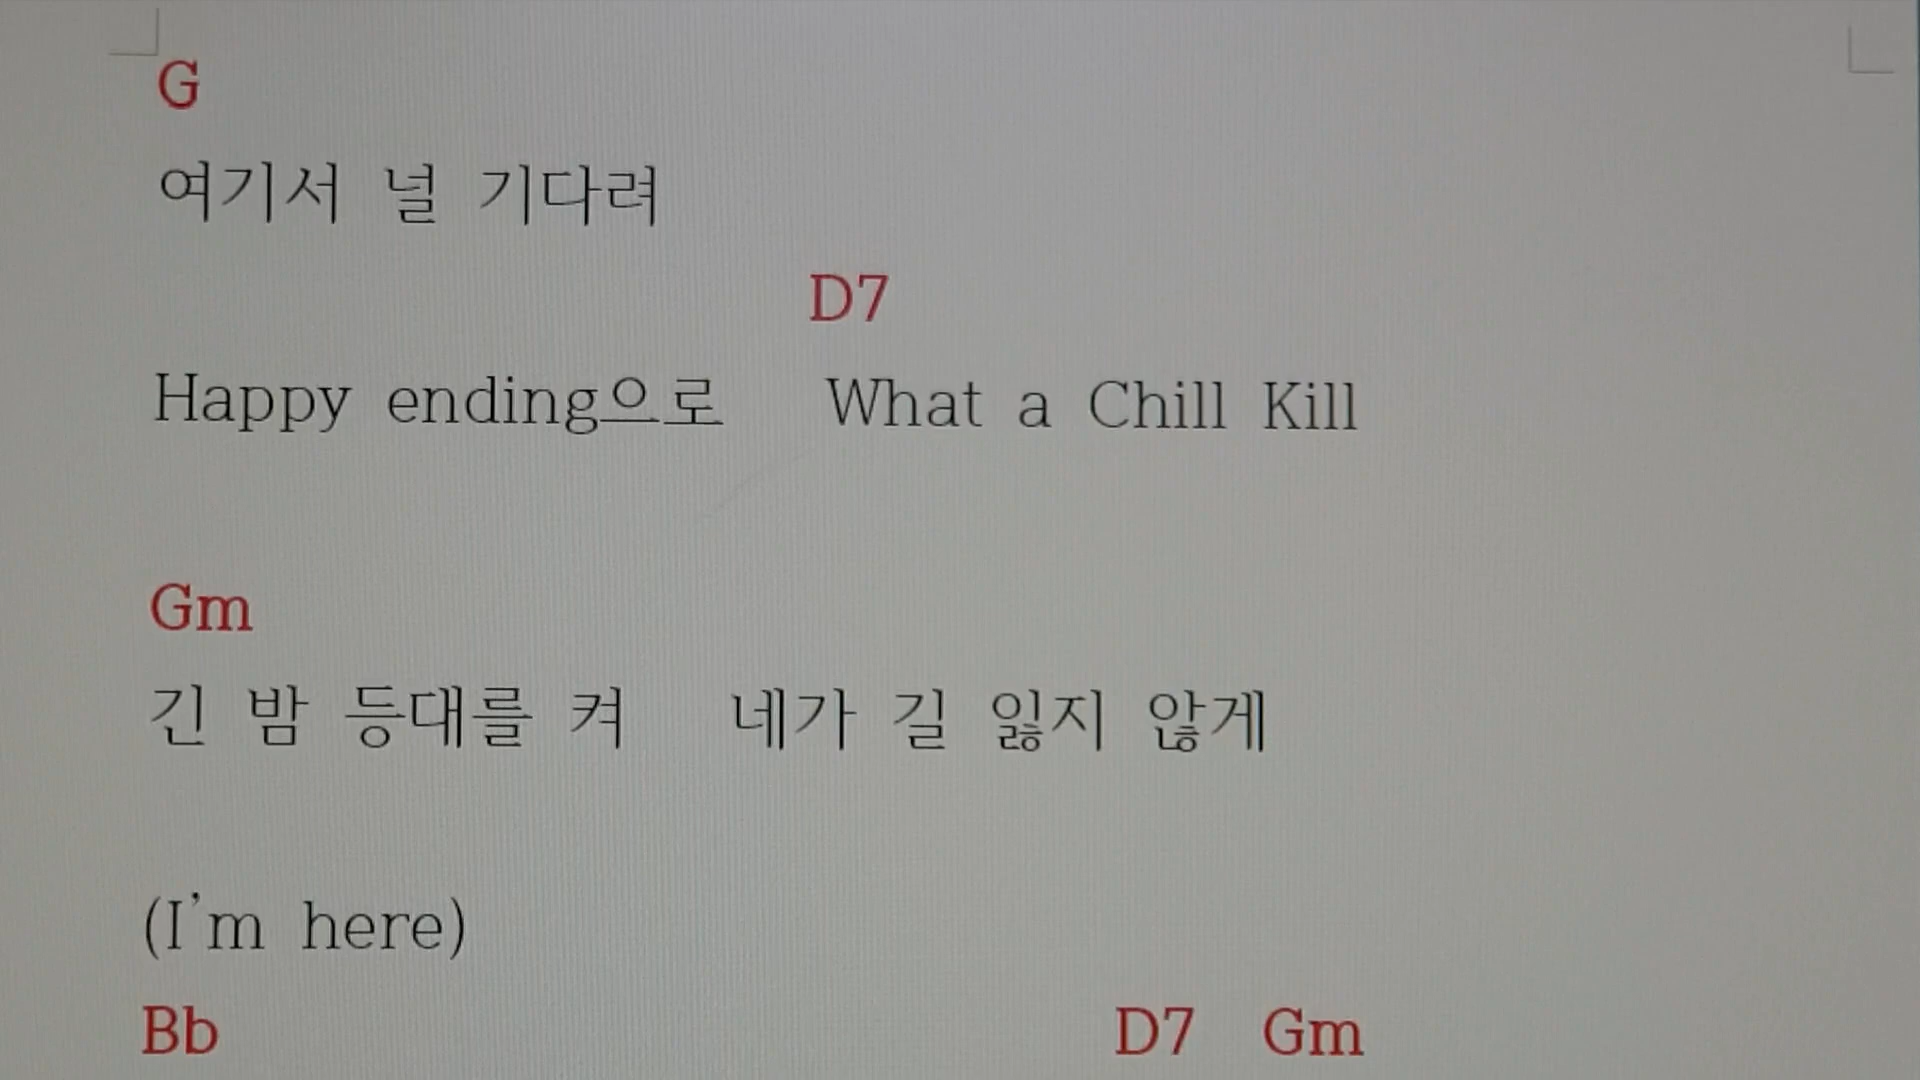 G
여기서 널 기다려
D7
Happy ending으로 What a Chill Kill
Gm
긴 밤 등대를 켜 네가 길 잃지 않게
(I'm here)
Bb D7 Gm